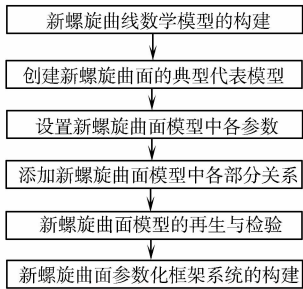 新螺旋曲线数学模型的构建
创建新螺旋曲面的典型代表模型
设置新螺旋曲面模型中各参数
添加新螺旋曲面模型中各部分关系
新螺旋曲面模型的再生与检验
新螺旋曲面参数化框架系统的构建